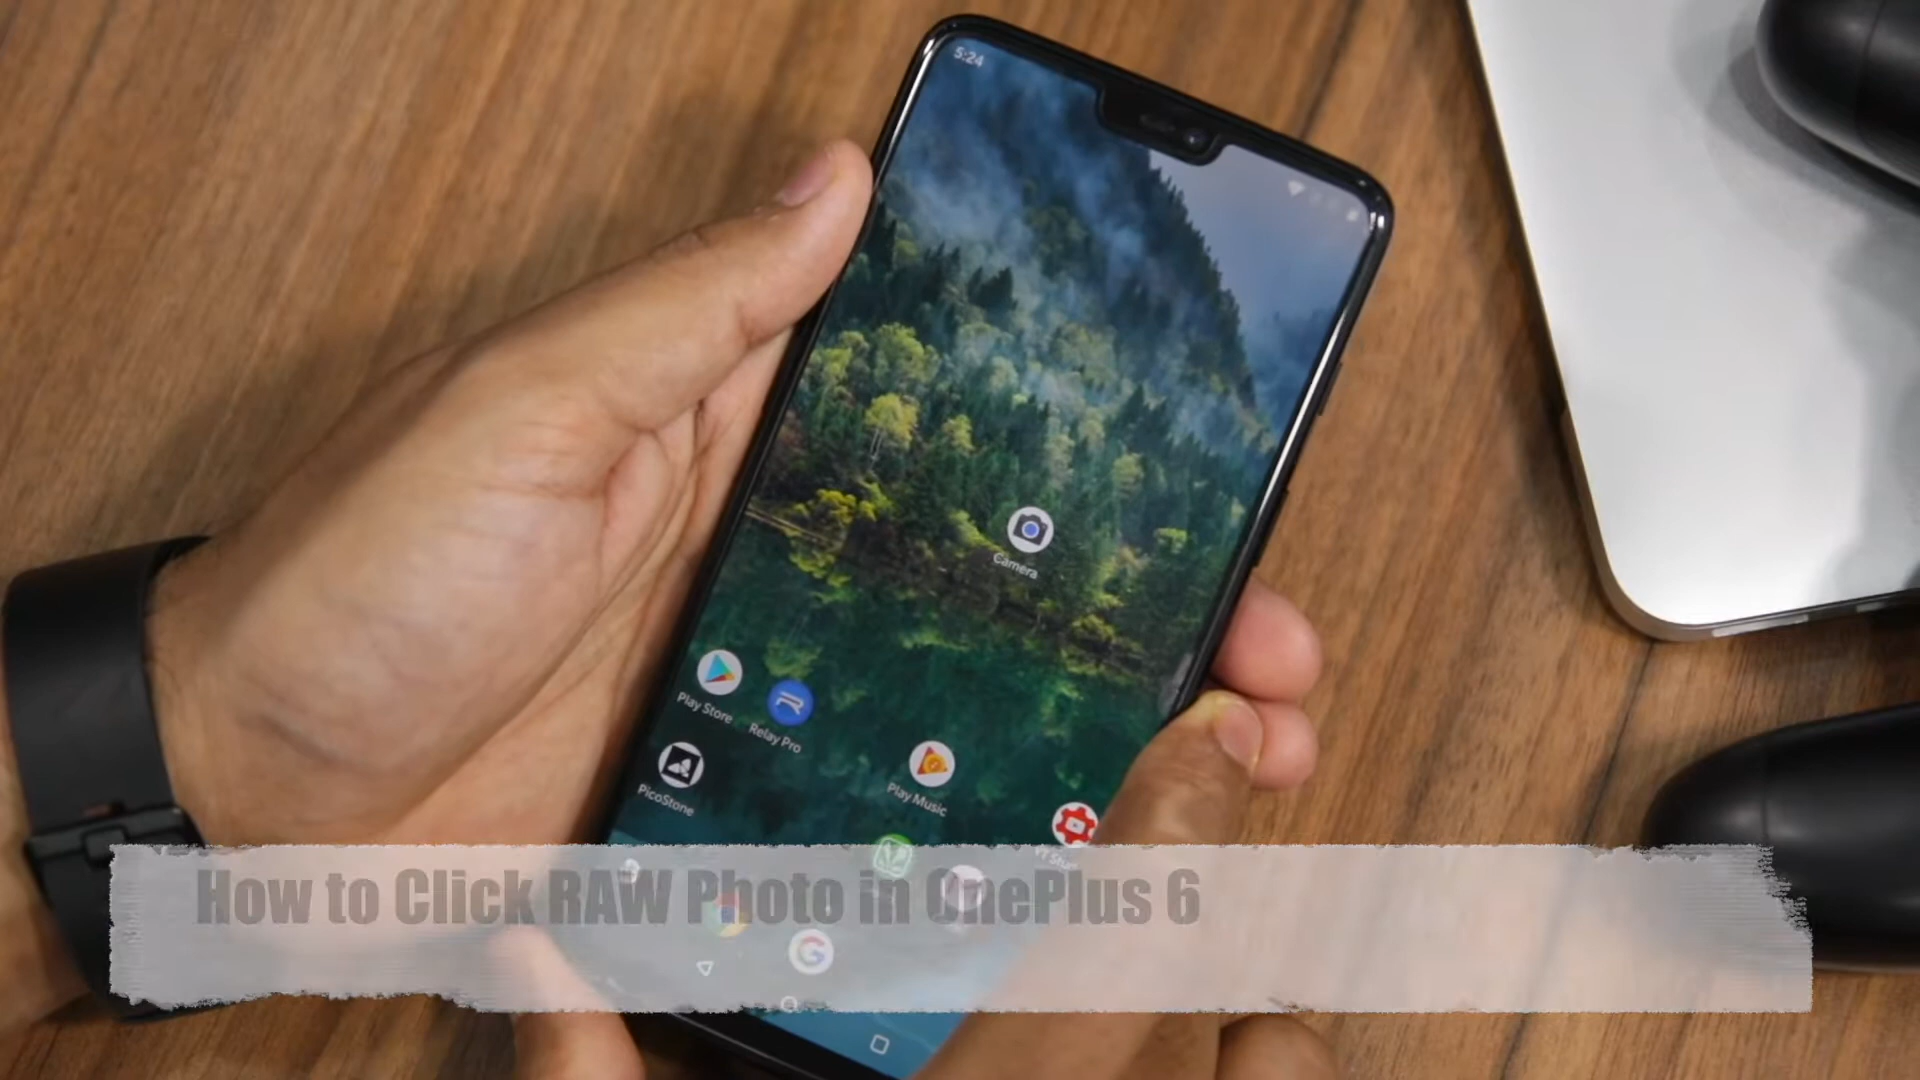 5:24
Camera
Play Store
Relay Pro
Play Music
PicoStone
How to Click RAW Photo in OnePlus 6